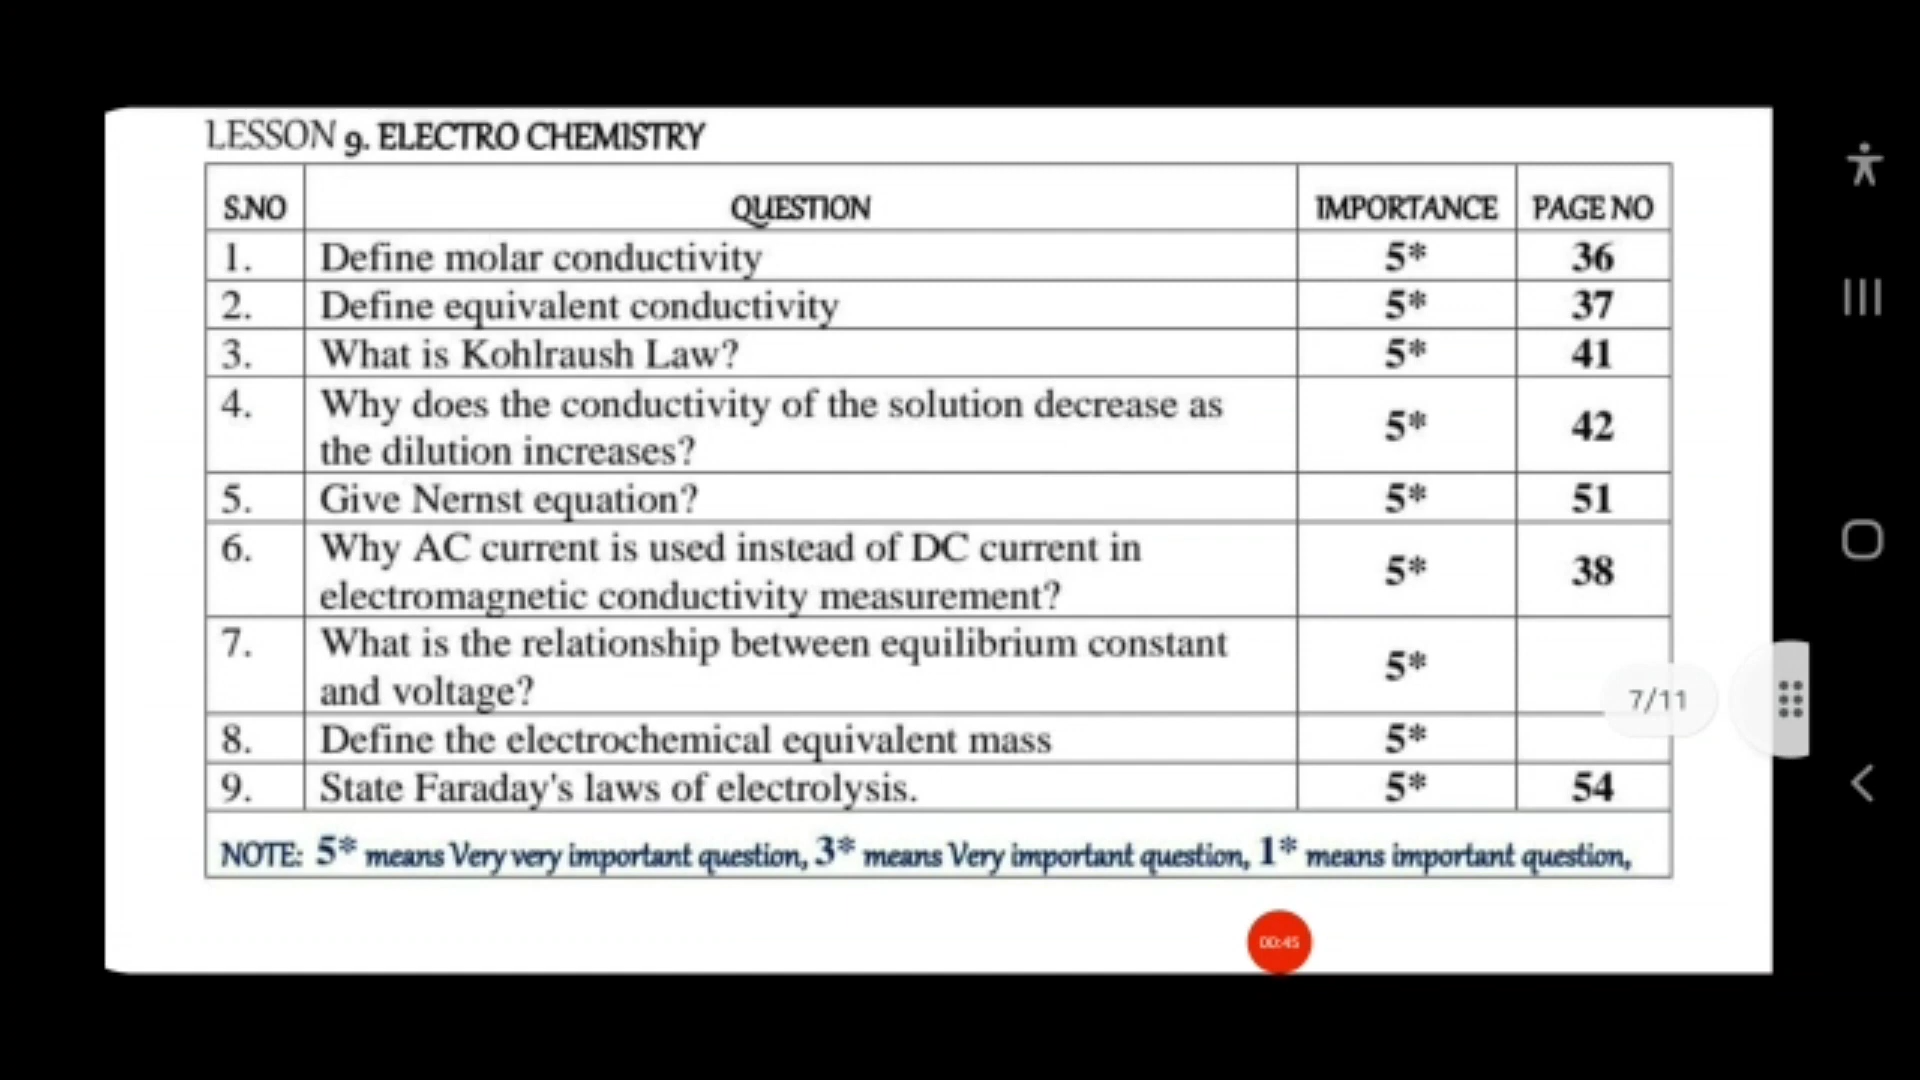 LESSON 9. ELECTRO CHEMISTRY
S.NO QUESTION IMPORTANCE PAGE NO
1. Define molar conductivity 5* 36
2. Define equivalent conductivity 5* 37
3. What is Kohlraush Law? 5* 41
4. Why does the conductivity of the solution decrease as
the dilution increases? 5* 42
5. Give Nernst equation? 5* 51
6. Why AC current is used instead of DC current in
electromagnetic conductivity measurement? 5* 38
7. What is the relationship between equilibrium constant
and voltage? 5*
7/11
8. Define the electrochemical equivalent mass 5*
9. State Faraday's laws of electrolysis. 5* 54
NOTE: 5* means Very very important question, 3* means Very important question, 1* means important question,
00:45